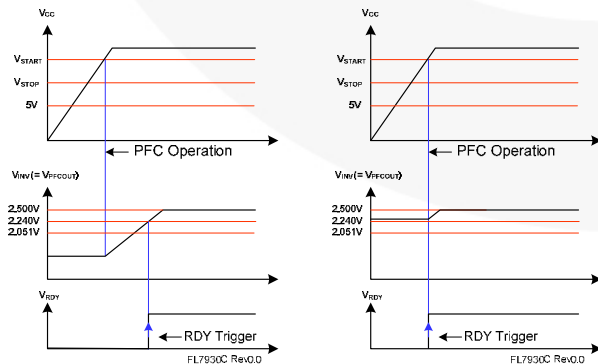 VCC
VSTART
VSTOP
5V
PFC Operation
VINV(= VPFCOUT)
2,500V
2,240V
2,051V
VRDY
RDY Trigger
FL7930C Rev0.0
VCC
VSTART
VSTOP
5V
PFC Operation
VINV(= VPFCOUT)
2,500V
2,240V
2,051V
VRDY
RDY Trigger
FL7930C Rev0.0